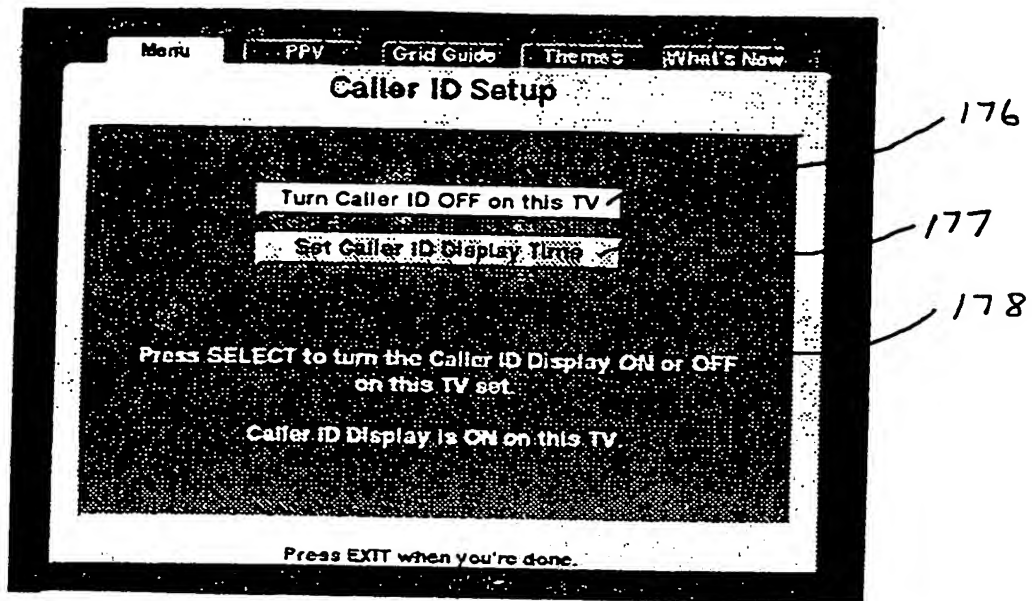 Menu PPV Grid Guide Themes What's New
Caller ID Setup
176
Turn Caller ID OFF on this TV
177
Set Caller ID Display Time
178
Press SELECT to turn the Caller ID Display ON or OFF
on this TV set.
Caller ID Display is ON on this TV.
Press EXIT when you're done.